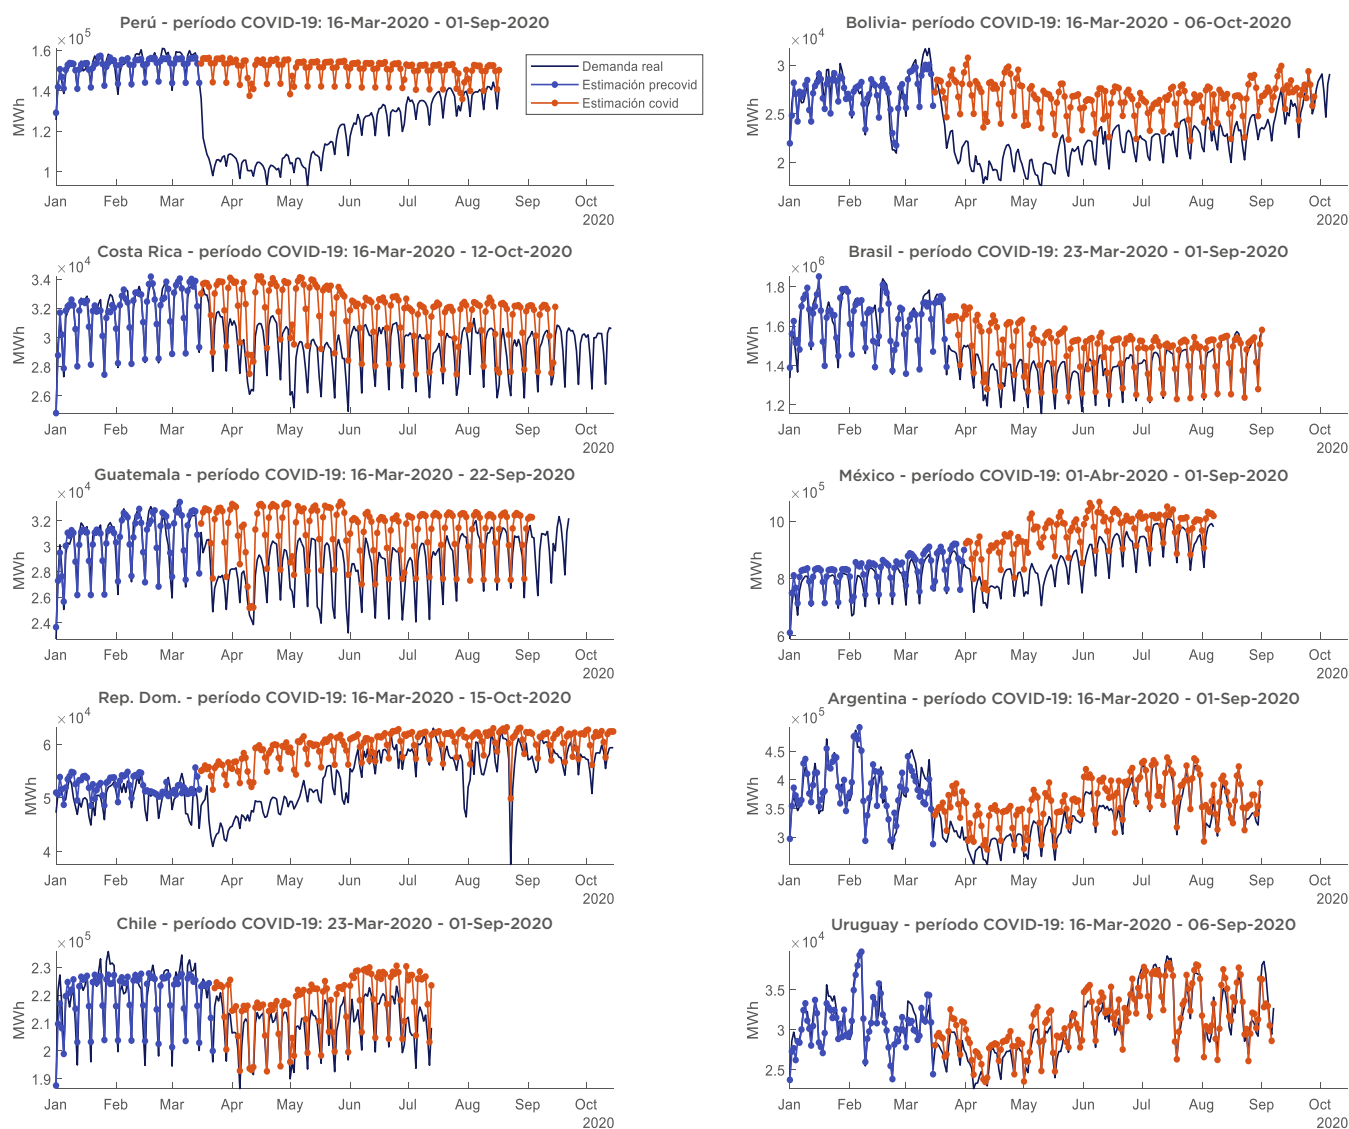 Perú - período COVID-19: 16-Mar-2020 - 01-Sep-2020
×10^5
1.6
1.4
1.2
1
MWh
Demanda real
Estimación precovid
Estimación covid
Jan Feb Mar Apr May Jun Jul Aug Sep Oct
2020
Bolivia- período COVID-19: 16-Mar-2020 - 06-Oct-2020
×10^4
3
2.5
2
MWh
Jan Feb Mar Apr May Jun Jul Aug Sep Oct
2020
Costa Rica - período COVID-19: 16-Mar-2020 - 12-Oct-2020
×10^4
3.4
3.2
3
2.8
2.6
MWh
Jan Feb Mar Apr May Jun Jul Aug Sep Oct
2020
Brasil - período COVID-19: 23-Mar-2020 - 01-Sep-2020
×10^6
1.8
1.6
1.4
1.2
MWh
Jan Feb Mar Apr May Jun Jul Aug Sep Oct
2020
Guatemala - período COVID-19: 16-Mar-2020 - 22-Sep-2020
×10^4
3.2
3
2.8
2.6
2.4
MWh
Jan Feb Mar Apr May Jun Jul Aug Sep Oct
2020
México - período COVID-19: 01-Abr-2020 - 01-Sep-2020
×10^5
10
8
6
MWh
Jan Feb Mar Apr May Jun Jul Aug Sep Oct
2020
Rep. Dom. - período COVID-19: 16-Mar-2020 - 15-Oct-2020
×10^4
6
5
4
MWh
Jan Feb Mar Apr May Jun Jul Aug Sep Oct
2020
Argentina - período COVID-19: 16-Mar-2020 - 01-Sep-2020
×10^5
4.5
4
3.5
3
MWh
Jan Feb Mar Apr May Jun Jul Aug Sep Oct
2020
Chile - período COVID-19: 23-Mar-2020 - 01-Sep-2020
×10^5
2.3
2.2
2.1
2
1.9
MWh
Jan Feb Mar Apr May Jun Jul Aug Sep Oct
2020
Uruguay - período COVID-19: 16-Mar-2020 - 06-Sep-2020
×10^4
3.5
3
2.5
MWh
Jan Feb Mar Apr May Jun Jul Aug Sep Oct
2020